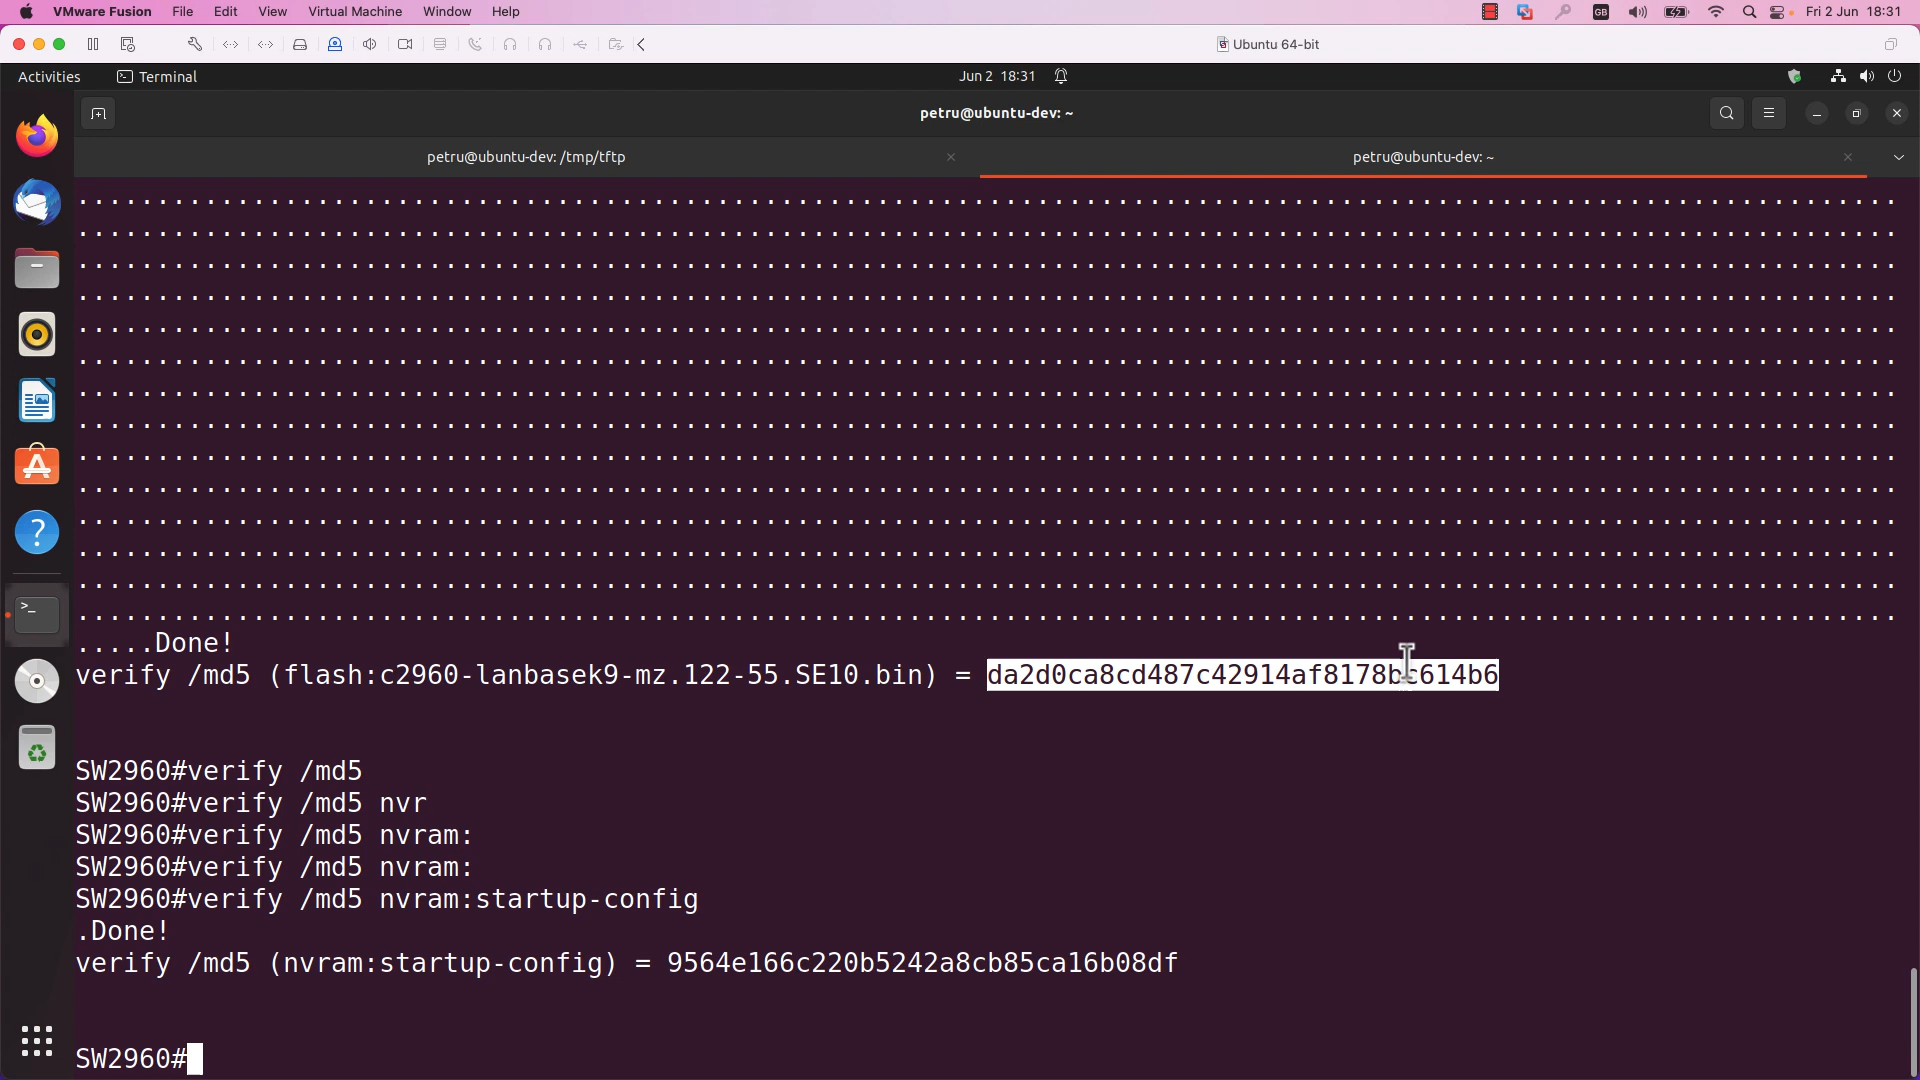 VMware Fusion File Edit View Virtual Machine Window Help GB Fri 2 Jun 18:31
Ubuntu 64-bit
Activities Terminal Jun 2 18:31
petru@ubuntu-dev: ~
petru@ubuntu-dev: /tmp/tftp petru@ubuntu-dev: ~
.....Done!
verify /md5 (flash:c2960-lanbasek9-mz.122-55.SE10.bin) = da2d0ca8cd487c42914af8178bc614b6
SW2960#verify /md5
SW2960#verify /md5 nvr
SW2960#verify /md5 nvram:
SW2960#verify /md5 nvram:
SW2960#verify /md5 nvram:startup-config
.Done!
verify /md5 (nvram:startup-config) = 9564e166c220b5242a8cb85ca16b08df
SW2960#